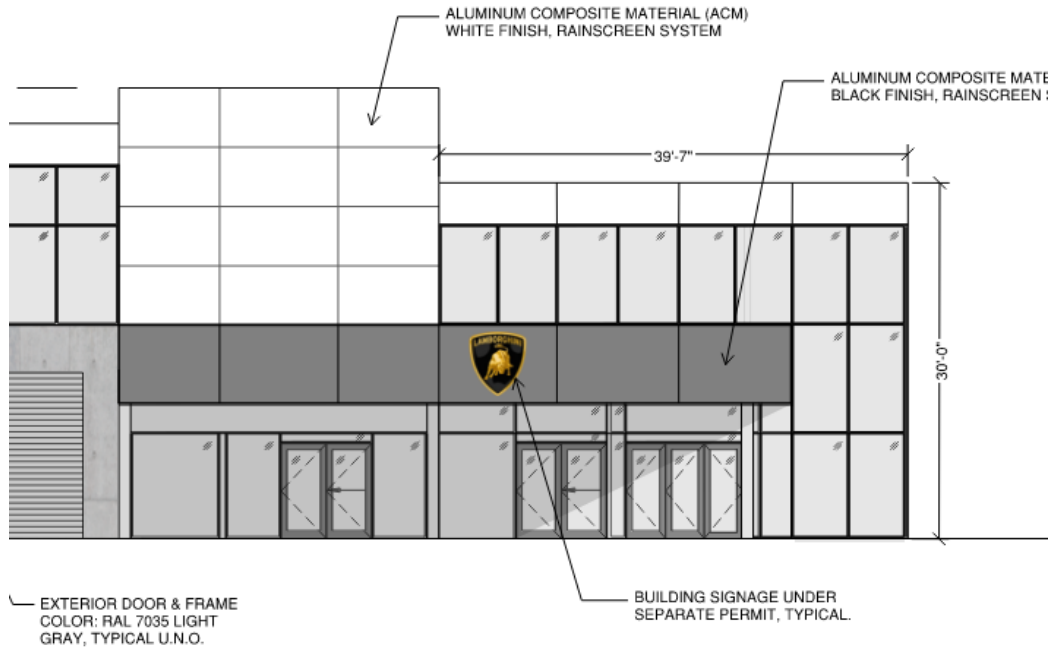 ALUMINUM COMPOSITE MATERIAL (ACM)
WHITE FINISH, RAINSCREEN SYSTEM
ALUMINUM COMPOSITE MATE
BLACK FINISH, RAINSCREEN S
39'-7"
LAMBORGHINI
30'-0"
EXTERIOR DOOR & FRAME
COLOR: RAL 7035 LIGHT
GRAY, TYPICAL U.N.O.
BUILDING SIGNAGE UNDER
SEPARATE PERMIT, TYPICAL.